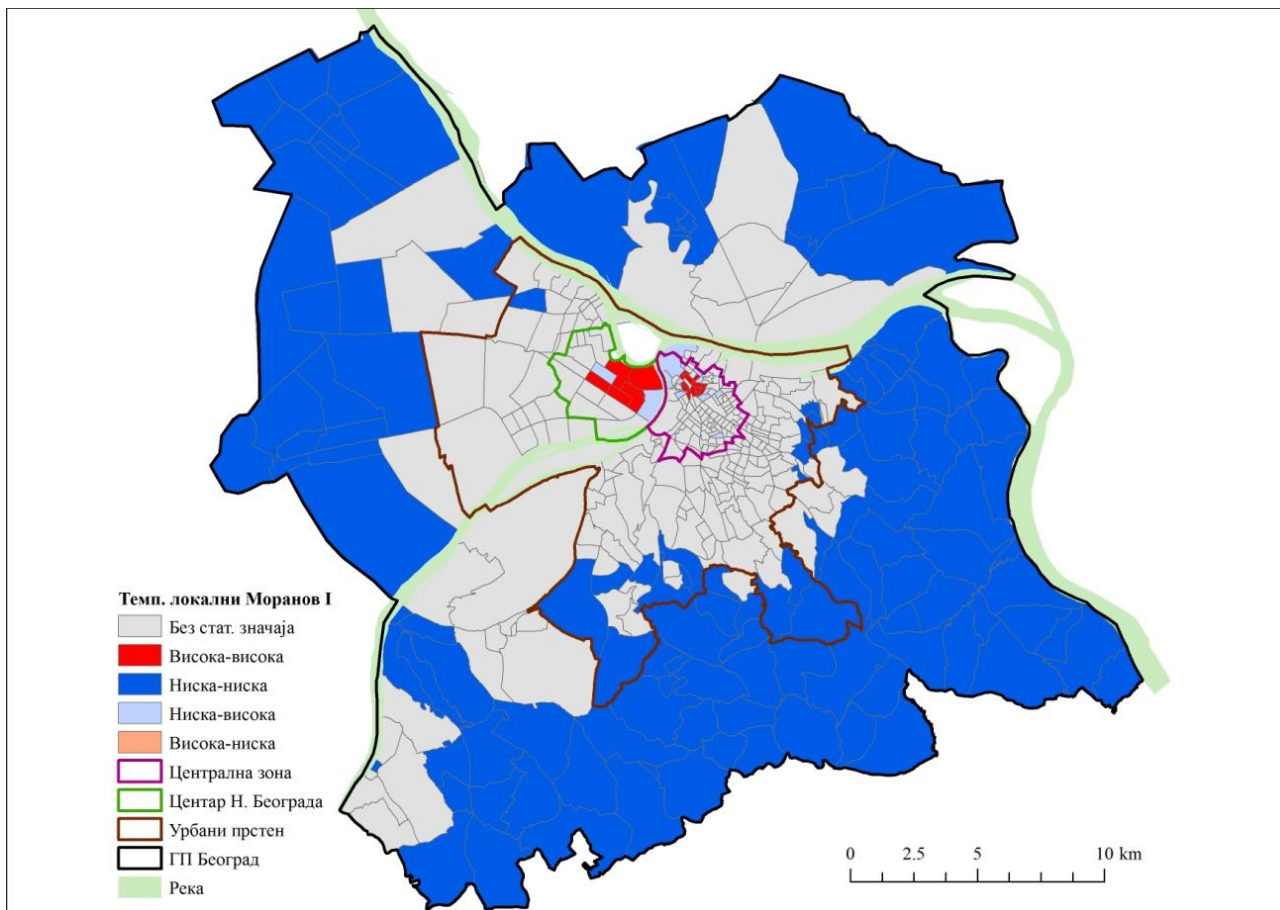 Темп. локални Моранов I
Без стат. значаја
Висока-висока
Ниска-ниска
Ниска-висока
Висока-ниска
Централна зона
Центар Н. Београда
Урбани прстен
ГП Београд
Река
0 2.5 5 10 km